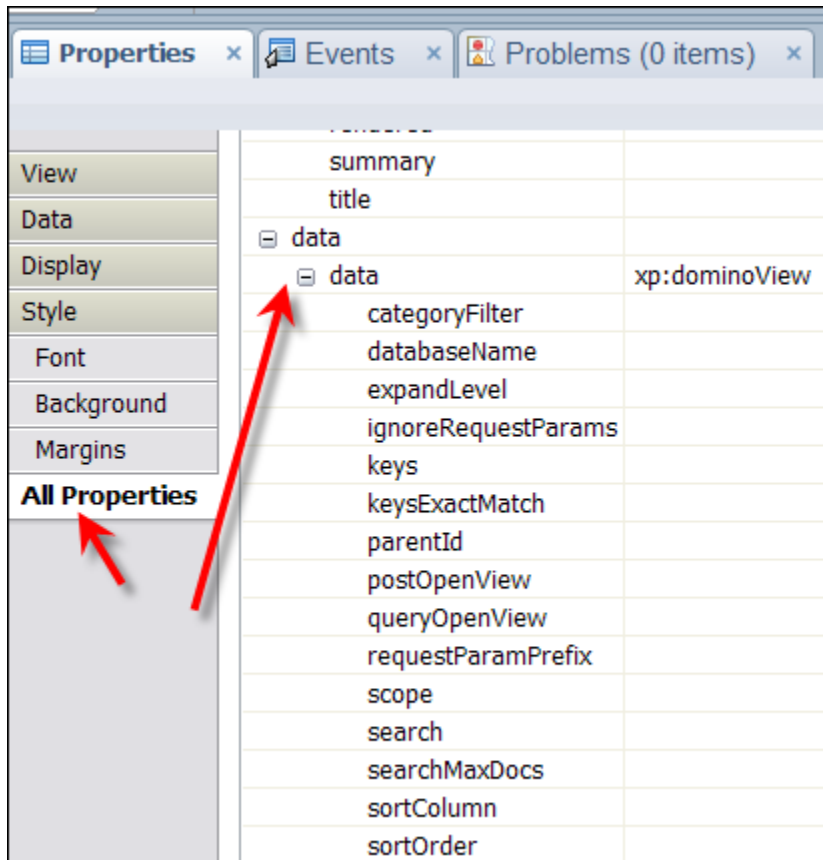 Properties
Events
Problems (0 items)
View
Data
Display
Style
Font
Background
Margins
All Properties
summary
title
data
data xp:dominoView
categoryFilter
databaseName
expandLevel
ignoreRequestParams
keys
keysExactMatch
parentId
postOpenView
queryOpenView
requestParamPrefix
scope
search
searchMaxDocs
sortColumn
sortOrder